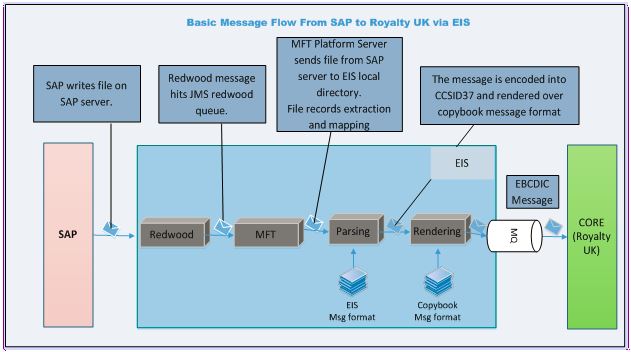 Basic Message Flow From SAP to Royalty UK via EIS
SAP writes file on
SAP server.
Redwood message
hits JMS redwood
queue.
MFT Platform Server
sends file from SAP
server to EIS local
directory.
File records extraction
and mapping
The message is encoded into
CCSID37 and rendered over
copybook message format
EIS
EBCDIC
Message
SAP
Redwood
MFT
Parsing
Rendering
MQ
CORE
(Royalty
UK)
EIS
Msg format
Copybook
Msg format